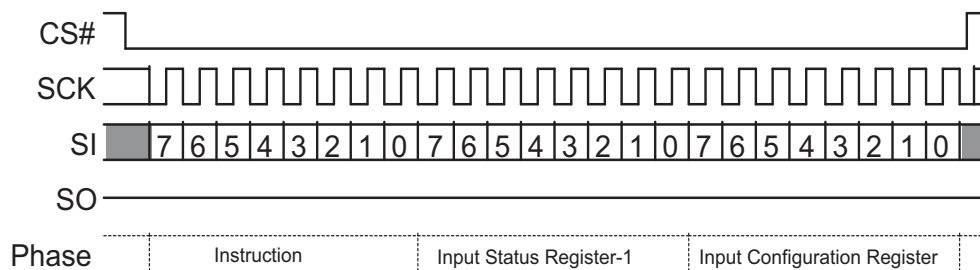 CS#
SCK
SI 7 6 5 4 3 2 1 0 7 6 5 4 3 2 1 0 7 6 5 4 3 2 1 0
SO
Phase Instruction Input Status Register-1 Input Configuration Register